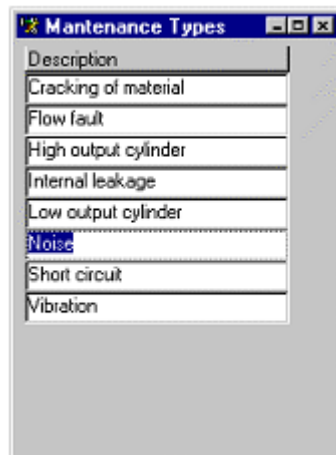 Mantenance Types
Description
Cracking of material
Flow fault
High output cylinder
Internal leakage
Low output cylinder
Noise
Short circuit
Vibration